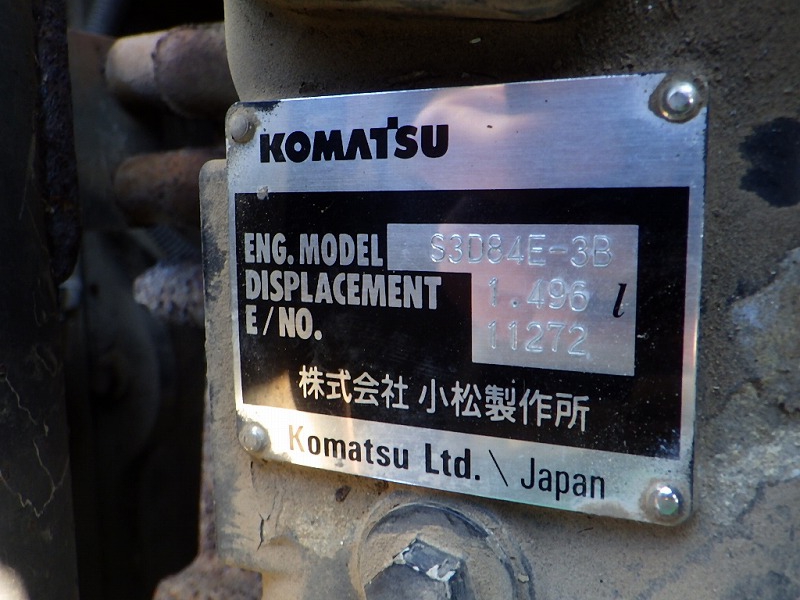 KOMATSU
ENG. MODEL S3D84E-3B
DISPLACEMENT 1.496 l
E/NO. 11272
株式会社 小松製作所
Komatsu Ltd. \ Japan